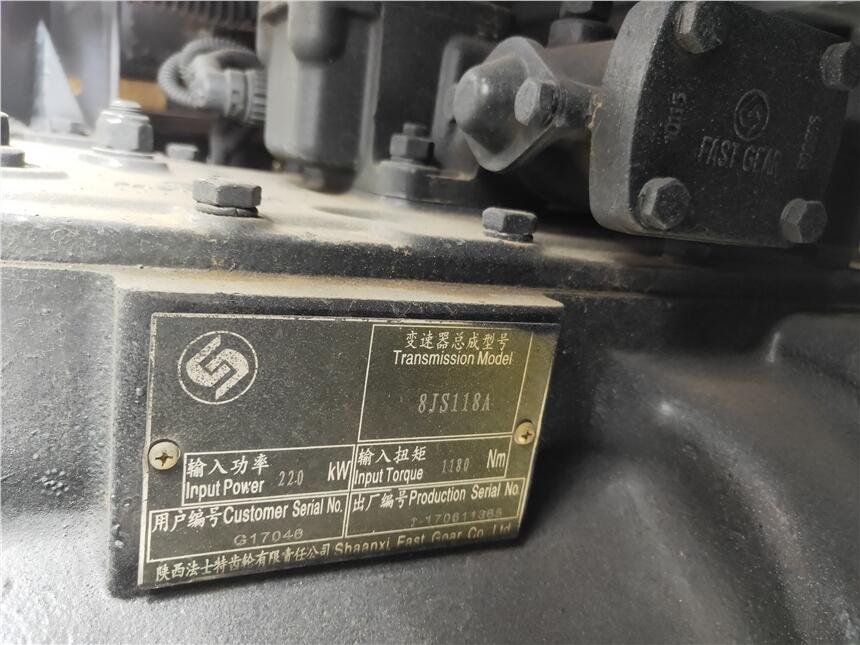 FAST GEAR
变速器总成型号
Transmission Model
8JS118A
输入功率
Input Power 220 kW
输入扭矩
Input Torque 1180 Nm
用户编号Customer Serial No.
G17046
出厂编号Production Serial No.
陕西法士特齿轮有限责任公司 Shaanxi Fast Gear Co. Ltd.